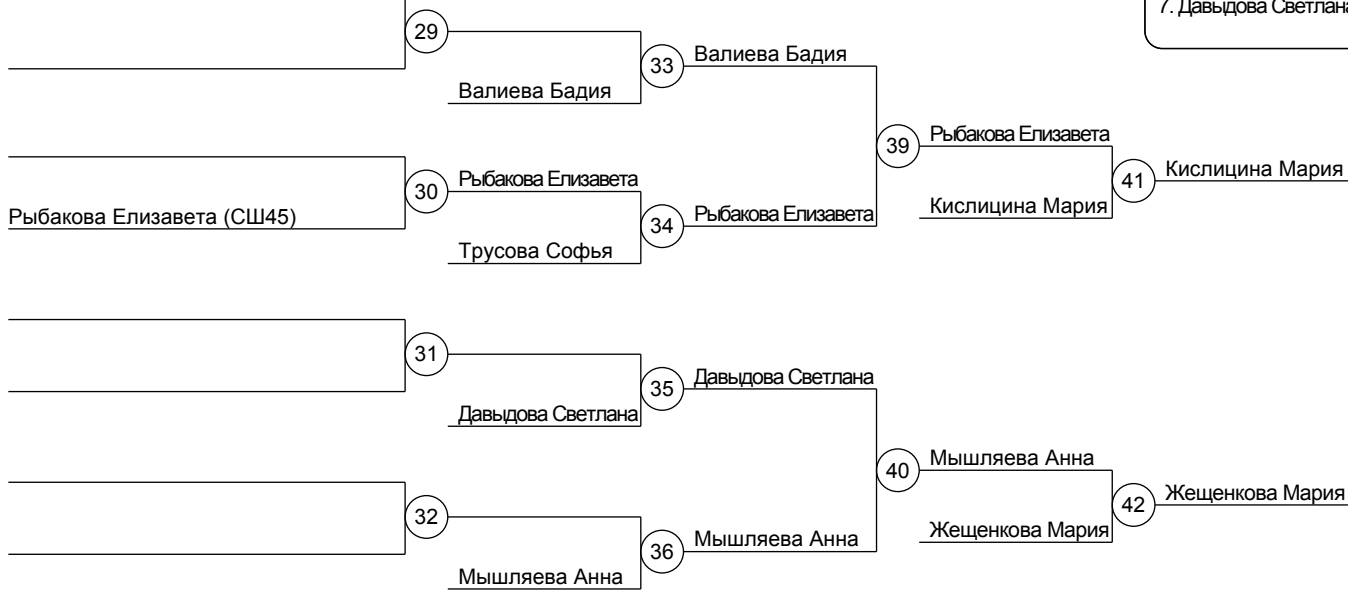 7. Давыдова Светлана
29
33
Валиева Бадия
Валиева Бадия
39
Рыбакова Елизавета
41
Кислицина Мария
30
Рыбакова Елизавета
Рыбакова Елизавета (СШ45)
34
Рыбакова Елизавета
Кислицина Мария
Трусова Софья
31
35
Давыдова Светлана
Давыдова Светлана
40
Мышляева Анна
42
Жещенкова Мария
32
36
Мышляева Анна
Жещенкова Мария
Мышляева Анна